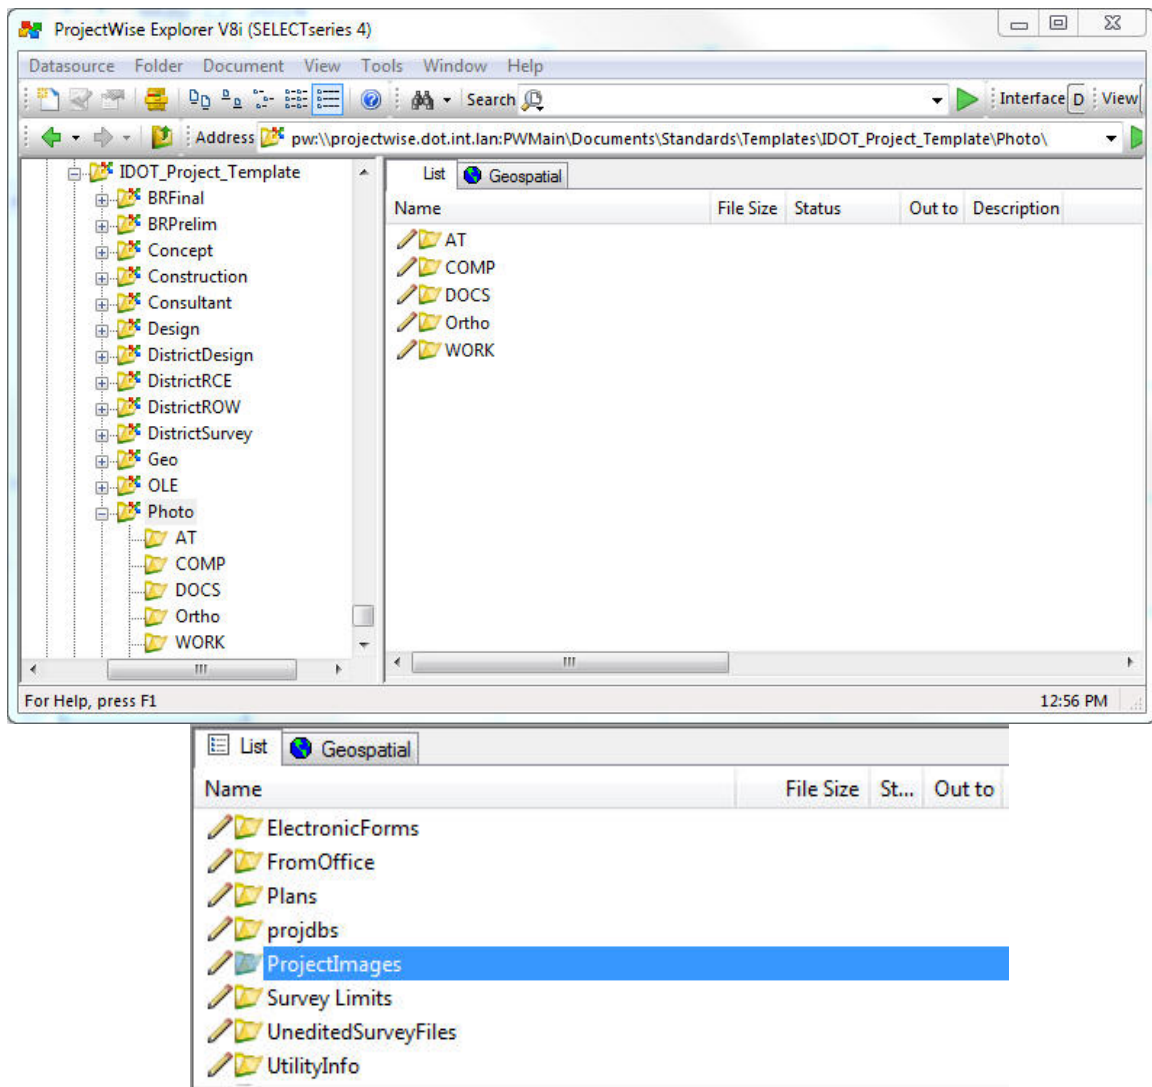 ProjectWise Explorer V8i (SELECTseries 4)
Datasource Folder Document View Tools Window Help
Search Interface D View
Address pw:\\projectwise.dot.int.lan:PWMain\Documents\Standards\Templates\IDOT_Project_Template\Photo\
IDOT_Project_Template
BRFinal
BRPrelim
Concept
Construction
Consultant
Design
DistrictDesign
DistrictRCE
DistrictROW
DistrictSurvey
Geo
OLE
Photo
AT
COMP
DOCS
Ortho
WORK
List Geospatial
Name File Size Status Out to Description
AT
COMP
DOCS
Ortho
WORK
For Help, press F1 12:56 PM
List Geospatial
Name File Size St... Out to
ElectronicForms
FromOffice
Plans
projdbs
ProjectImages
Survey Limits
UneditedSurveyFiles
UtilityInfo